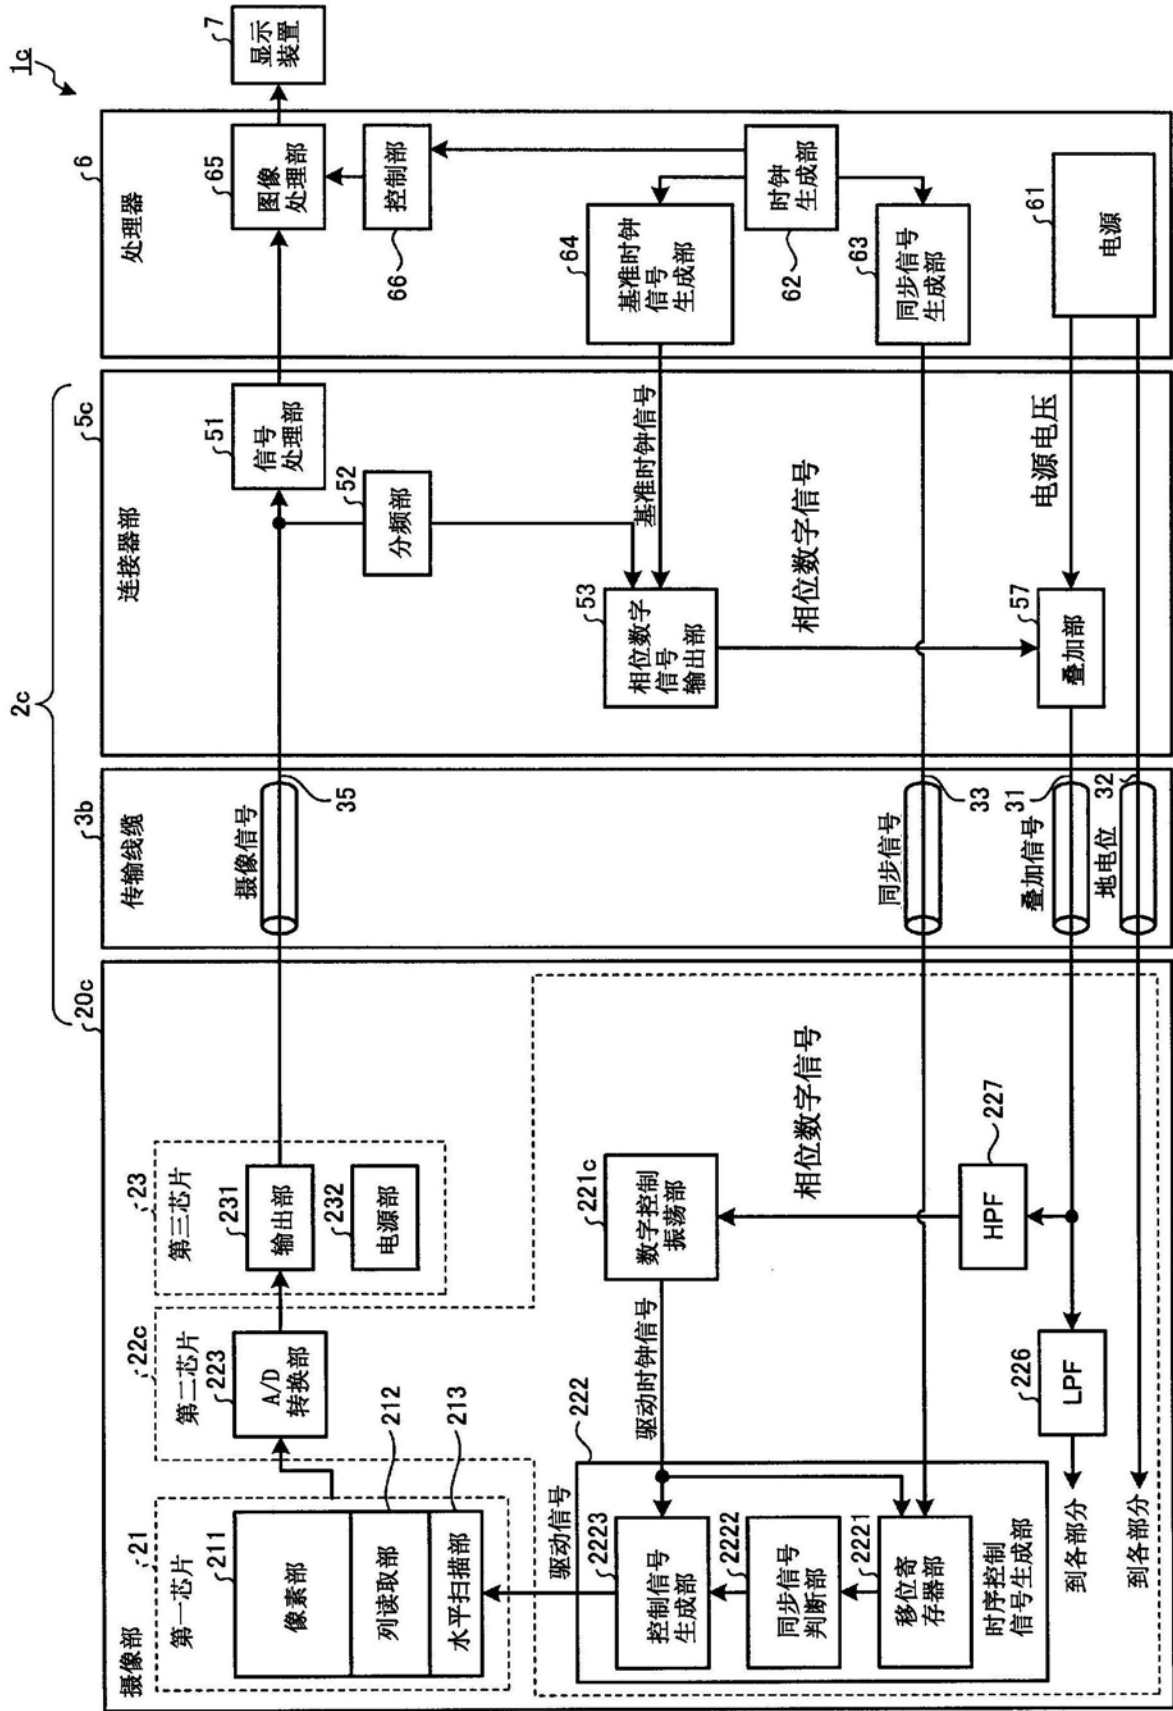 1c
2c
20c
摄像部
21
第一芯片
211
像素部
列读取部
212
水平扫描部
213
22c
第二芯片
223
A/D
转换部
23
第三芯片
231
输出部
232
电源部
驱动信号
222
2223
控制信号
生成部
2222
同步信号
判断部
2221
移位寄
存器部
时序控制
信号生成部
驱动时钟信号
221c
数字控制
振荡部
相位数字信号
227
HPF
226
LPF
到各部分
到各部分
3b
传输线缆
摄像信号
35
同步信号
33
叠加信号
31
地电位
32
5c
连接器部
51
信号
处理部
52
分频部
53
相位数字
信号
输出部
基准时钟信号
相位数字信号
57
叠加部
电源电压
6
处理器
65
图像
处理部
66
控制部
64
基准时钟
信号
生成部
62
时钟
生成部
63
同步信号
生成部
61
电源
7
显示
装置